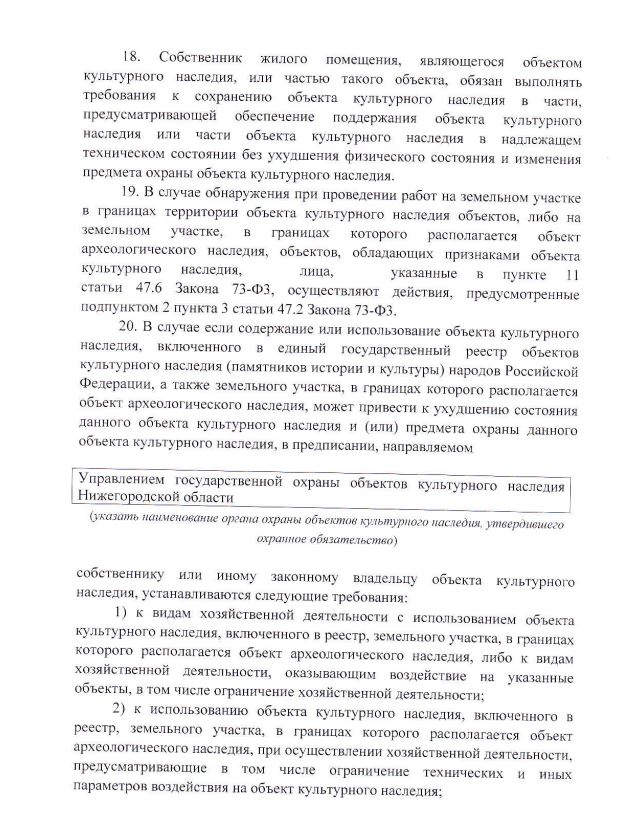 18. Собственник жилого помещения, являющегося объектом
культурного наследия, или частью такого объекта, обязан выполнять
требования к сохранению объекта культурного наследия в части,
предусматривающей обеспечение поддержания объекта культурного
наследия или части объекта культурного наследия в надлежащем
техническом состоянии без ухудшения физического состояния и изменения
предмета охраны объекта культурного наследия.
19. В случае обнаружения при проведении работ на земельном участке
в границах территории объекта культурного наследия объектов, либо на
земельном участке, в границах которого располагается объект
археологического наследия, объектов, обладающих признаками объекта
культурного наследия, лица, указанные в пункте 11
статьи 47.6 Закона 73-ФЗ, осуществляют действия, предусмотренные
подпунктом 2 пункта 3 статьи 47.2 Закона 73-ФЗ.
20. В случае если содержание или использование объекта культурного
наследия, включенного в единый государственный реестр объектов
культурного наследия (памятников истории и культуры) народов Российской
Федерации, а также земельного участка, в границах которого располагается
объект археологического наследия, может привести к ухудшению состояния
данного объекта культурного наследия и (или) предмета охраны данного
объекта культурного наследия, в предписании, направляемом
Управлением государственной охраны объектов культурного наследия
Нижегородской области
(указать наименование органа охраны объектов культурного наследия, утвердившего
охранное обязательство)
собственнику или иному законному владельцу объекта культурного
наследия, устанавливаются следующие требования:
1) к видам хозяйственной деятельности с использованием объекта
культурного наследия, включенного в реестр, земельного участка, в границах
которого располагается объект археологического наследия, либо к видам
хозяйственной деятельности, оказывающим воздействие на указанные
объекты, в том числе ограничение хозяйственной деятельности;
2) к использованию объекта культурного наследия, включенного в
реестр, земельного участка, в границах которого располагается объект
археологического наследия, при осуществлении хозяйственной деятельности,
предусматривающие в том числе ограничение технических и иных
параметров воздействия на объект культурного наследия;